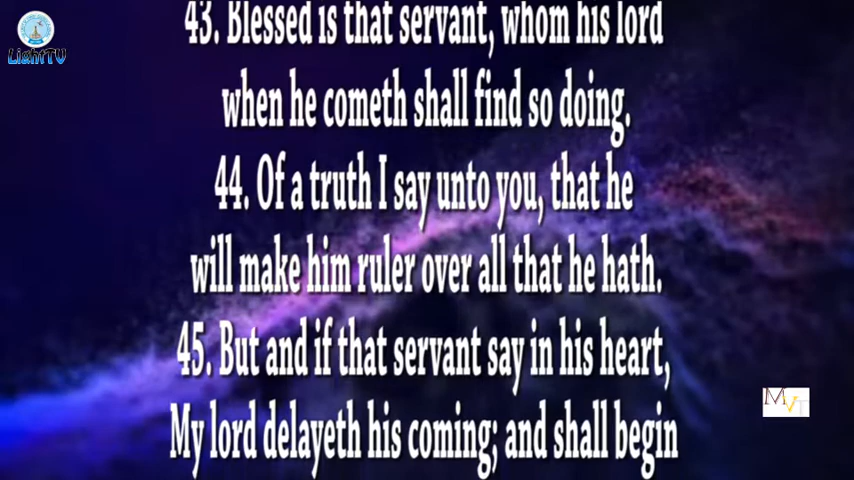 43. Blessed is that servant, whom his lord
when he cometh shall find so doing.
44. Of a truth I say unto you, that he
will make him ruler over all that he hath.
45. But and if that servant say in his heart,
My lord delayeth his coming; and shall begin
LightTV
MVT